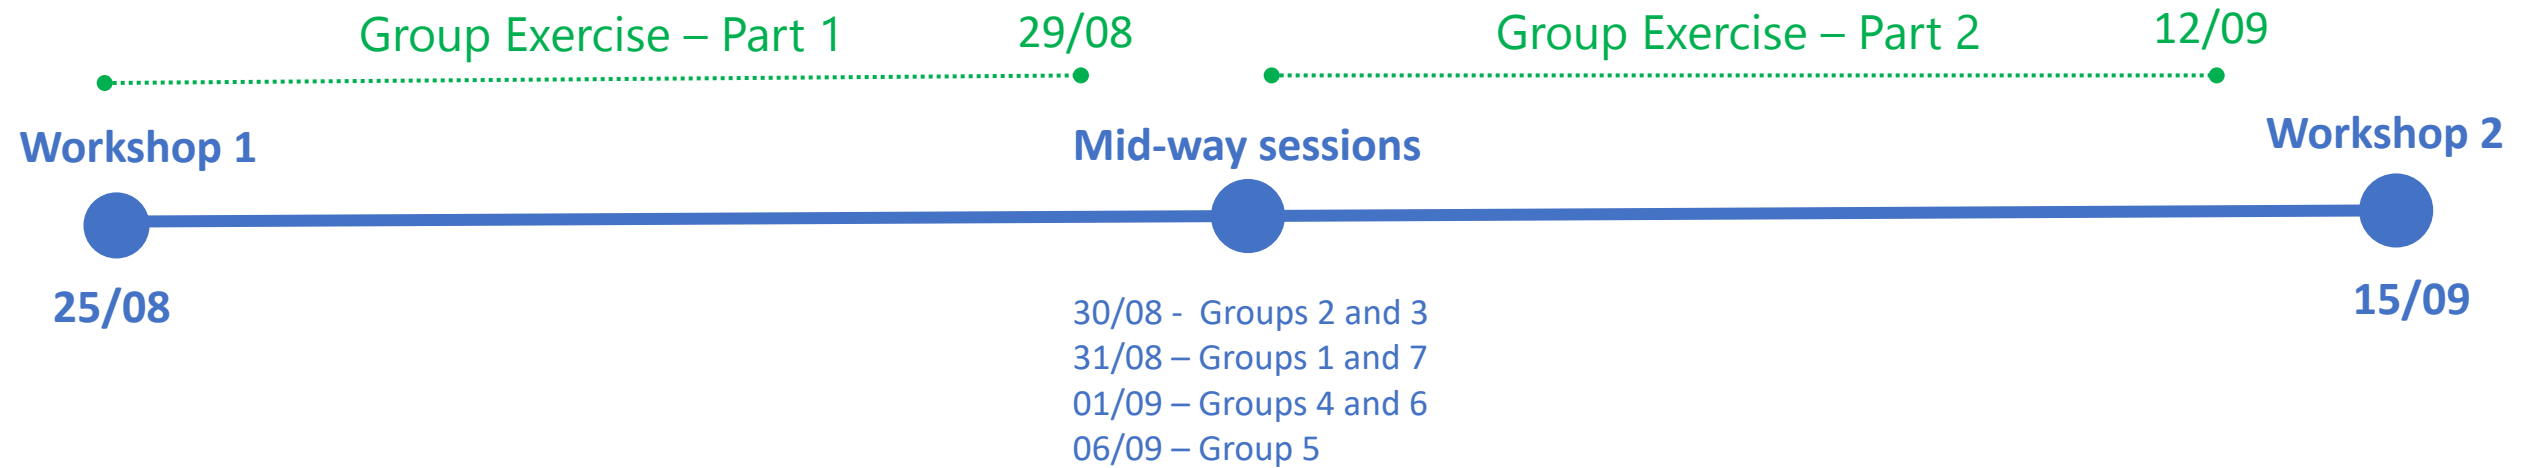 Group Exercise – Part 1
29/08
Group Exercise – Part 2
12/09
Workshop 1
Mid-way sessions
Workshop 2
25/08
30/08 - Groups 2 and 3
31/08 – Groups 1 and 7
01/09 – Groups 4 and 6
06/09 – Group 5
15/09